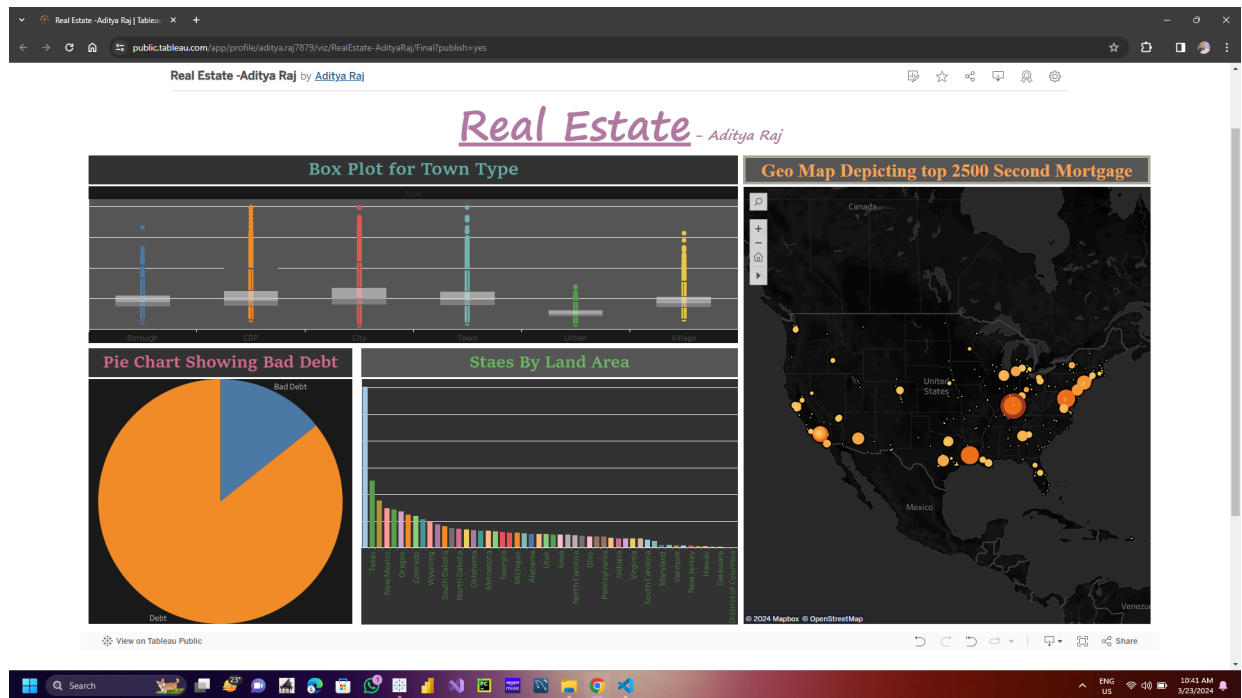 Real Estate -Aditya Raj | Tableau
public.tableau.com/app/profile/aditya.raj7879/viz/RealEstate-AdityaRaj/Final?publish=yes
Real Estate -Aditya Raj by Aditya Raj
Real Estate - Aditya Raj
Box Plot for Town Type
Borough CDP City Town Urban Village
Pie Chart Showing Bad Debt
Bad Debt
Debt
Staes By Land Area
Texas
New Mexico
Oregon
Colorado
Wyoming
South Dakota
North Dakota
Oklahoma
Minnesota
Georgia
Michigan
Alabama
Utah
Iowa
North Carolina
Ohio
Pennsylvania
Indiana
Virginia
South Carolina
Maryland
Vermont
New Jersey
Hawaii
Delaware
District of Columbia
Geo Map Depicting top 2500 Second Mortgage
Canada
United
States
Mexico
© 2024 Mapbox © OpenStreetMap
View on Tableau Public
Share
Search
23°
ENG
US
10:41 AM
3/23/2024